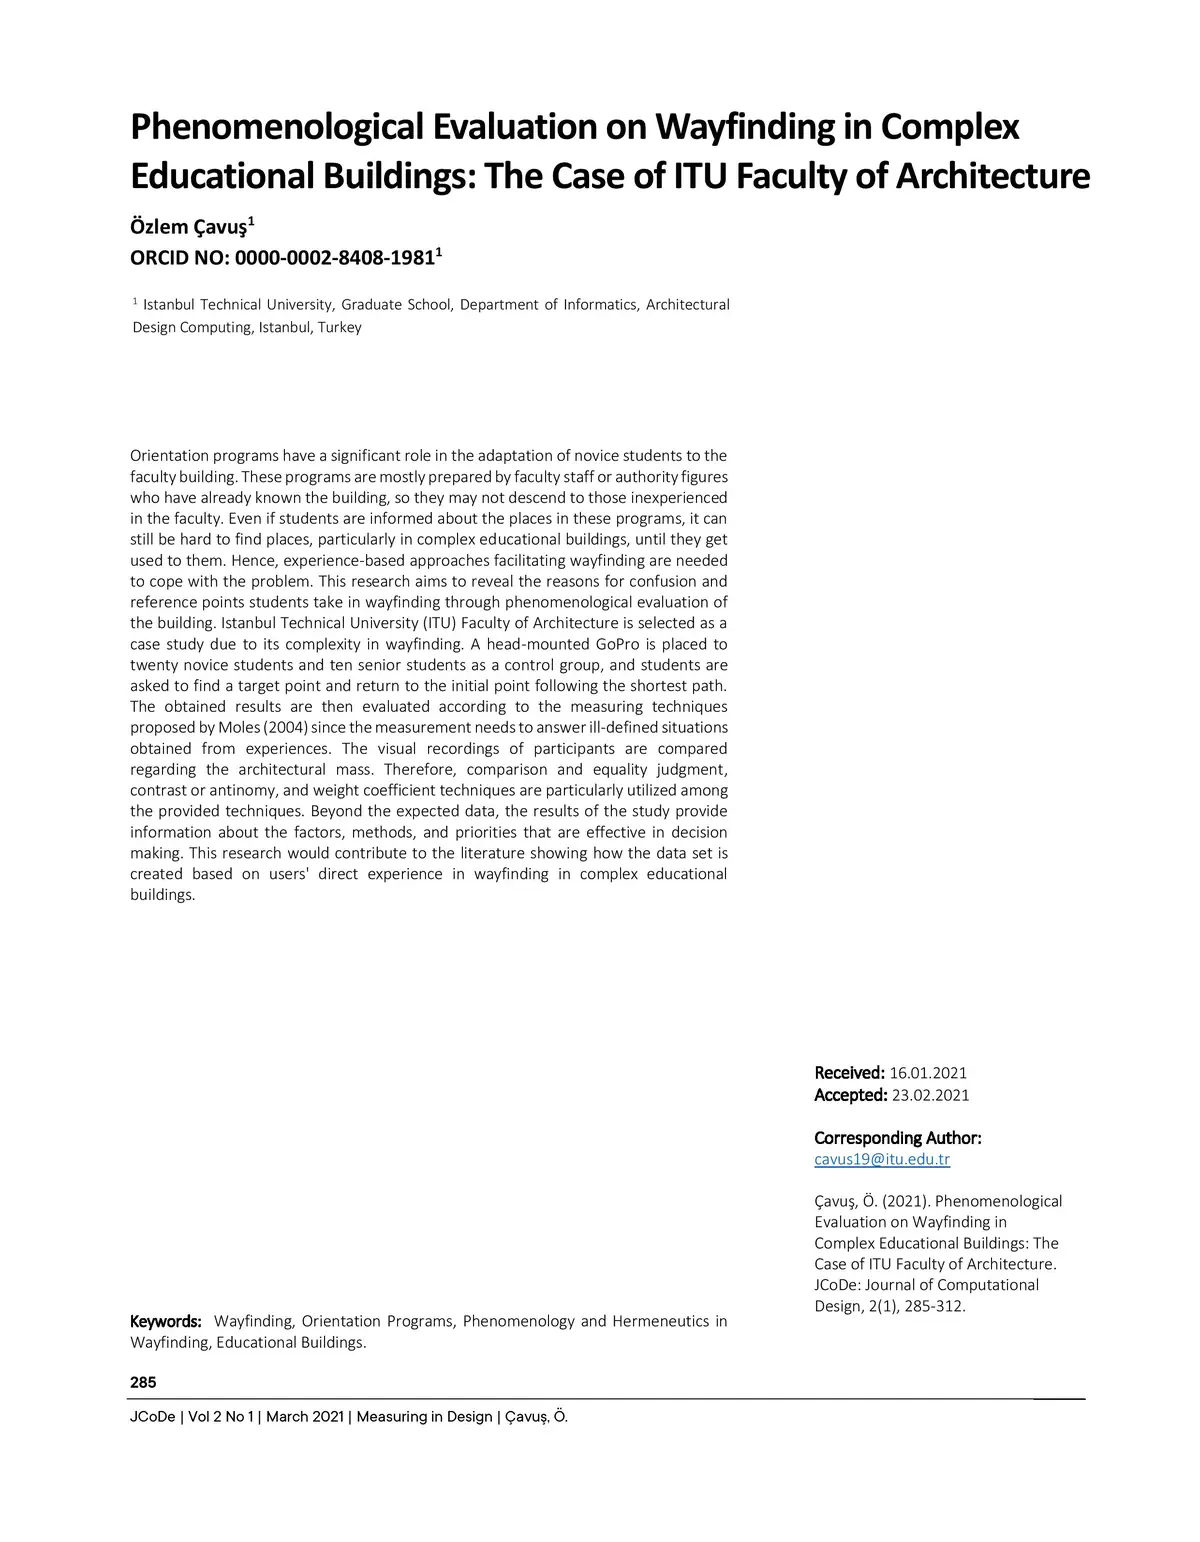 Phenomenological Evaluation on Wayfinding in Complex
Educational Buildings: The Case of ITU Faculty of Architecture
Özlem Çavuş1
ORCID NO: 0000-0002-8408-19811
1 Istanbul Technical University, Graduate School, Department of Informatics, Architectural
Design Computing, Istanbul, Turkey
Orientation programs have a significant role in the adaptation of novice students to the
faculty building. These programs are mostly prepared by faculty staff or authority figures
who have already known the building, so they may not descend to those inexperienced
in the faculty. Even if students are informed about the places in these programs, it can
still be hard to find places, particularly in complex educational buildings, until they get
used to them. Hence, experience-based approaches facilitating wayfinding are needed
to cope with the problem. This research aims to reveal the reasons for confusion and
reference points students take in wayfinding through phenomenological evaluation of
the building. Istanbul Technical University (ITU) Faculty of Architecture is selected as a
case study due to its complexity in wayfinding. A head-mounted GoPro is placed to
twenty novice students and ten senior students as a control group, and students are
asked to find a target point and return to the initial point following the shortest path.
The obtained results are then evaluated according to the measuring techniques
proposed by Moles (2004) since the measurement needs to answer ill-defined situations
obtained from experiences. The visual recordings of participants are compared
regarding the architectural mass. Therefore, comparison and equality judgment,
contrast or antinomy, and weight coefficient techniques are particularly utilized among
the provided techniques. Beyond the expected data, the results of the study provide
information about the factors, methods, and priorities that are effective in decision
making. This research would contribute to the literature showing how the data set is
created based on users' direct experience in wayfinding in complex educational
buildings.
Received: 16.01.2021
Accepted: 23.02.2021
Corresponding Author:
cavus19@itu.edu.tr
Çavuş, Ö. (2021). Phenomenological
Evaluation on Wayfinding in
Complex Educational Buildings: The
Case of ITU Faculty of Architecture.
JCoDe: Journal of Computational
Design, 2(1), 285-312.
Keywords: Wayfinding, Orientation Programs, Phenomenology and Hermeneutics in
Wayfinding, Educational Buildings.
285
JCoDe | Vol 2 No 1 | March 2021 | Measuring in Design | Çavuş, Ö.